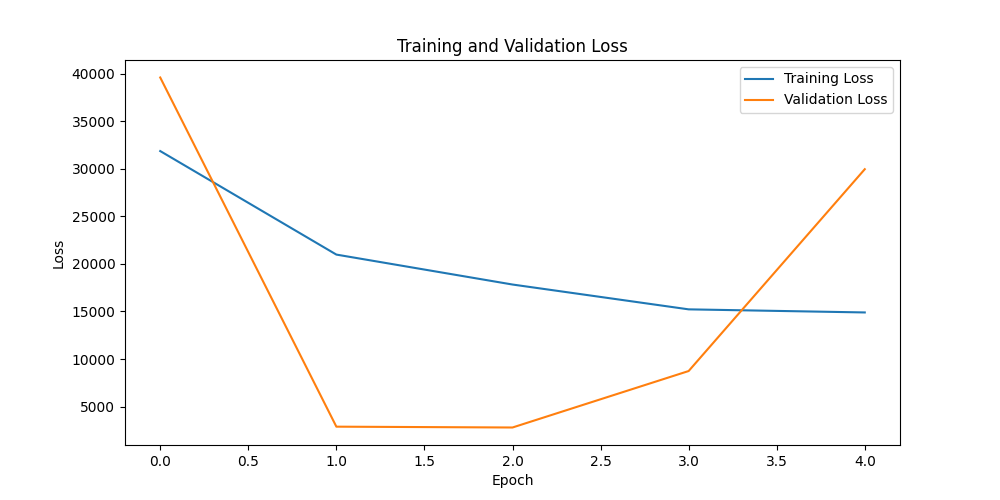 Training and Validation Loss
Training Loss
Validation Loss
40000
35000
30000
25000
20000
15000
10000
5000
Loss
0.0 0.5 1.0 1.5 2.0 2.5 3.0 3.5 4.0
Epoch